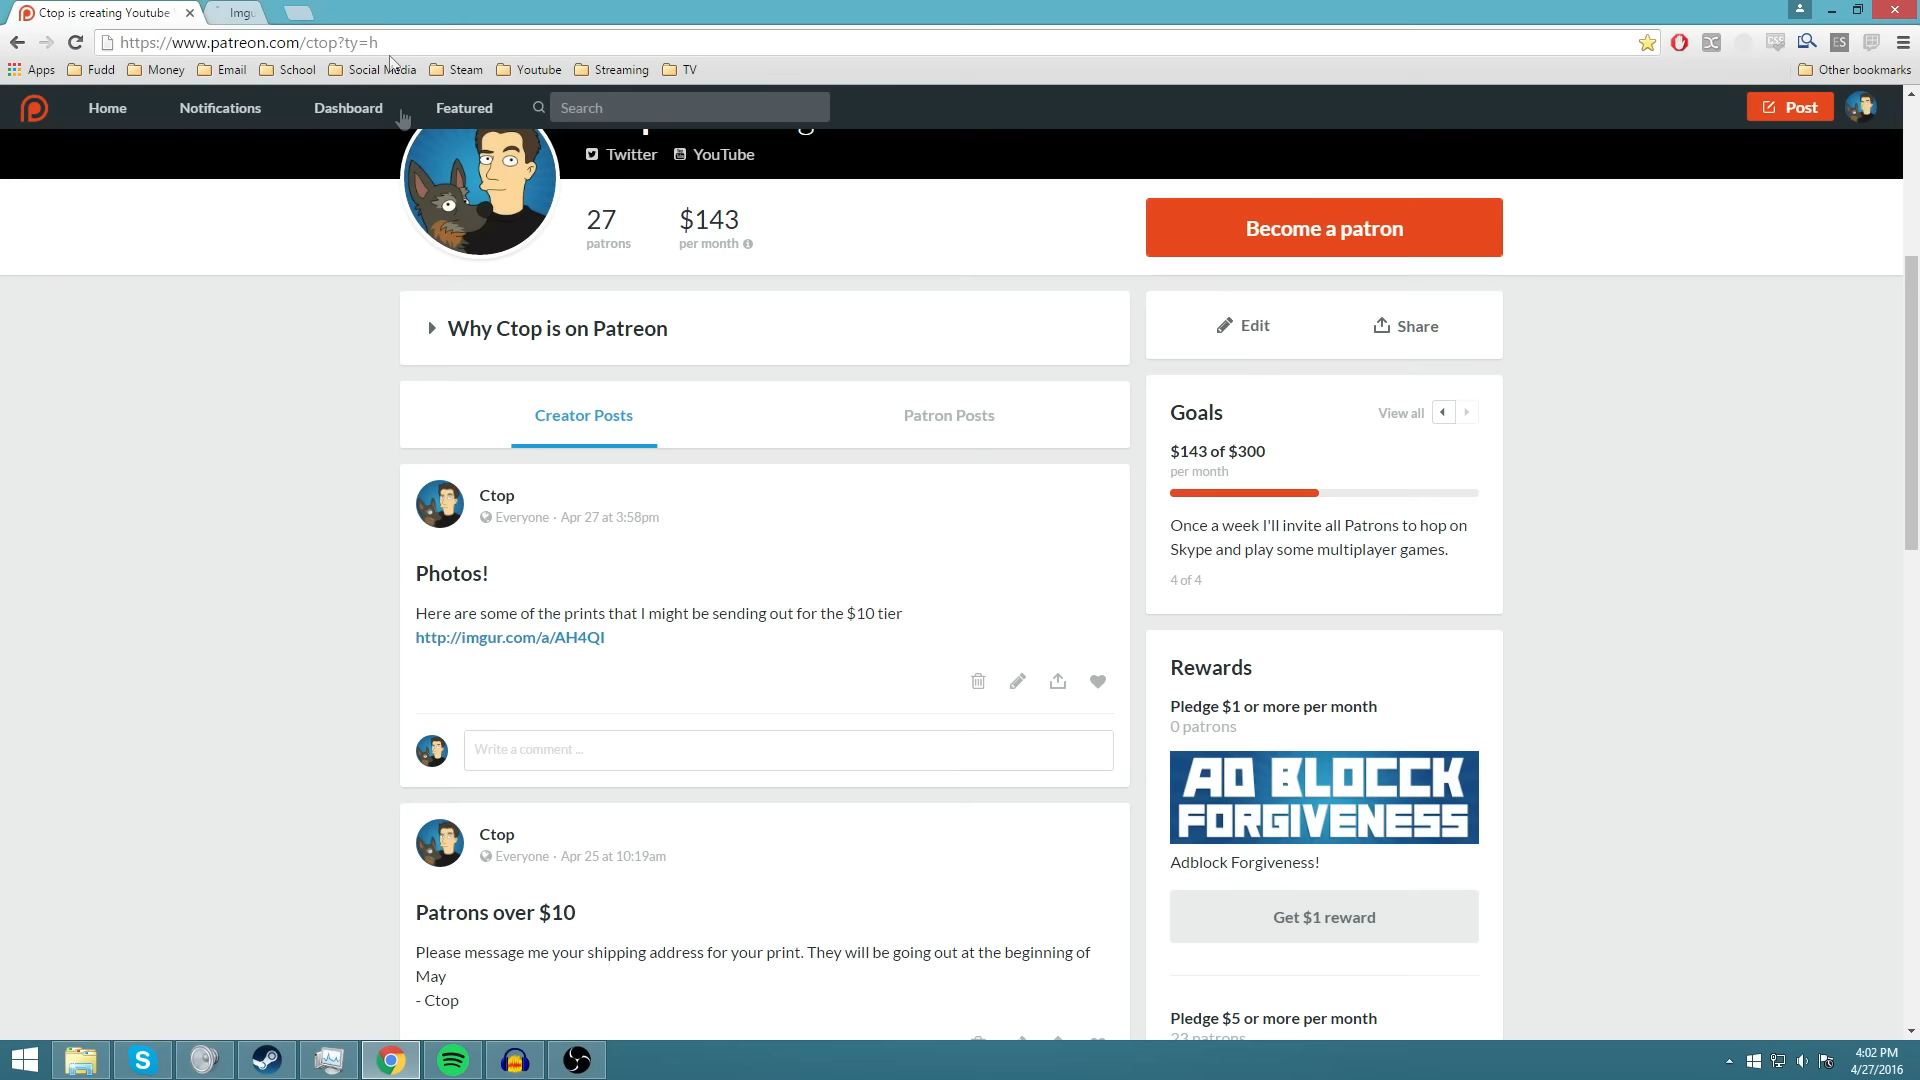 Ctop is creating Youtube
Imgu
https://www.patreon.com/ctop?ty=h
Apps
Fudd
Money
Email
School
Social Media
Steam
Youtube
Streaming
TV
Other bookmarks
Home
Notifications
Dashboard
Featured
Search
Post
Twitter
YouTube
27
patrons
$143
per month
Become a patron
Why Ctop is on Patreon
Edit
Share
Creator Posts
Patron Posts
Goals
View all
$143 of $300
per month
Once a week I'll invite all Patrons to hop on
Skype and play some multiplayer games.
4 of 4
Ctop
Everyone · Apr 27 at 3:58pm
Photos!
Here are some of the prints that I might be sending out for the $10 tier
http://imgur.com/a/AH4QI
Write a comment ...
Rewards
Pledge $1 or more per month
0 patrons
AD BLOCCK
FORGIVENESS
Adblock Forgiveness!
Get $1 reward
Pledge $5 or more per month
23 patrons
Ctop
Everyone · Apr 25 at 10:19am
Patrons over $10
Please message me your shipping address for your print. They will be going out at the beginning of
May
- Ctop
4:02 PM
4/27/2016